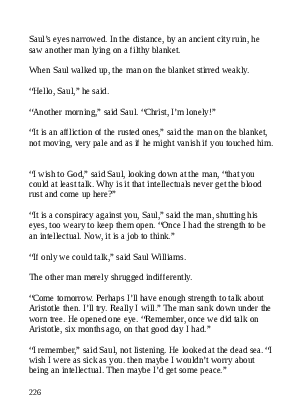 Saul’s eyes narrowed. In the distance, by an ancient city ruin, he
saw another man lying on a filthy blanket.
When Saul walked up, the man on the blanket stirred weakly.
“Hello, Saul,” he said.
“Another morning,” said Saul. “Christ, I’m lonely!”
“It is an affliction of the rusted ones,” said the man on the blanket,
not moving, very pale and as if he might vanish if you touched him.
“I wish to God,” said Saul, looking down at the man, “that you
could at least talk. Why is it that intellectuals never get the blood
rust and come up here?”
“It is a conspiracy against you, Saul,” said the man, shutting his
eyes, too weary to keep them open. “Once I had the strength to be
an intellectual. Now, it is a job to think.”
“If only we could talk,” said Saul Williams.
The other man merely shrugged indifferently.
“Come tomorrow. Perhaps I’ll have enough strength to talk about
Aristotle then. I’ll try. Really I will.” The man sank down under the
worn tree. He opened one eye. “Remember, once we did talk on
Aristotle, six months ago, on that good day I had.”
“I remember,” said Saul, not listening. He looked at the dead sea. “I
wish I were as sick as you. then maybe I wouldn’t worry about
being an intellectual. Then maybe I’d get some peace.”
226